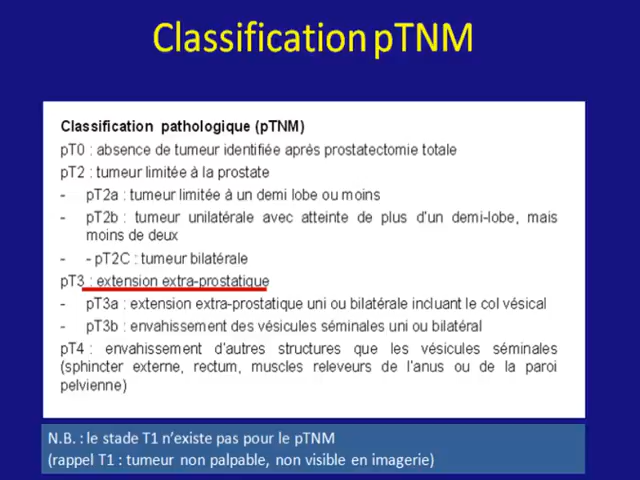 Classification pTNM
Classification pathologique (pTNM)
pT0 : absence de tumeur identifiée après prostatectomie totale
pT2 : tumeur limitée à la prostate
- pT2a : tumeur limitée à un demi lobe ou moins
- pT2b : tumeur unilatérale avec atteinte de plus d'un demi-lobe, mais
moins de deux
- - pT2C : tumeur bilatérale
pT3 : extension extra-prostatique
- pT3a : extension extra-prostatique uni ou bilatérale incluant le col vésical
- pT3b : envahissement des vésicules séminales uni ou bilatéral
pT4 : envahissement d'autres structures que les vésicules séminales
(sphincter externe, rectum, muscles releveurs de l'anus ou de la paroi
pelvienne)
N.B. : le stade T1 n'existe pas pour le pTNM
(rappel T1 : tumeur non palpable, non visible en imagerie)